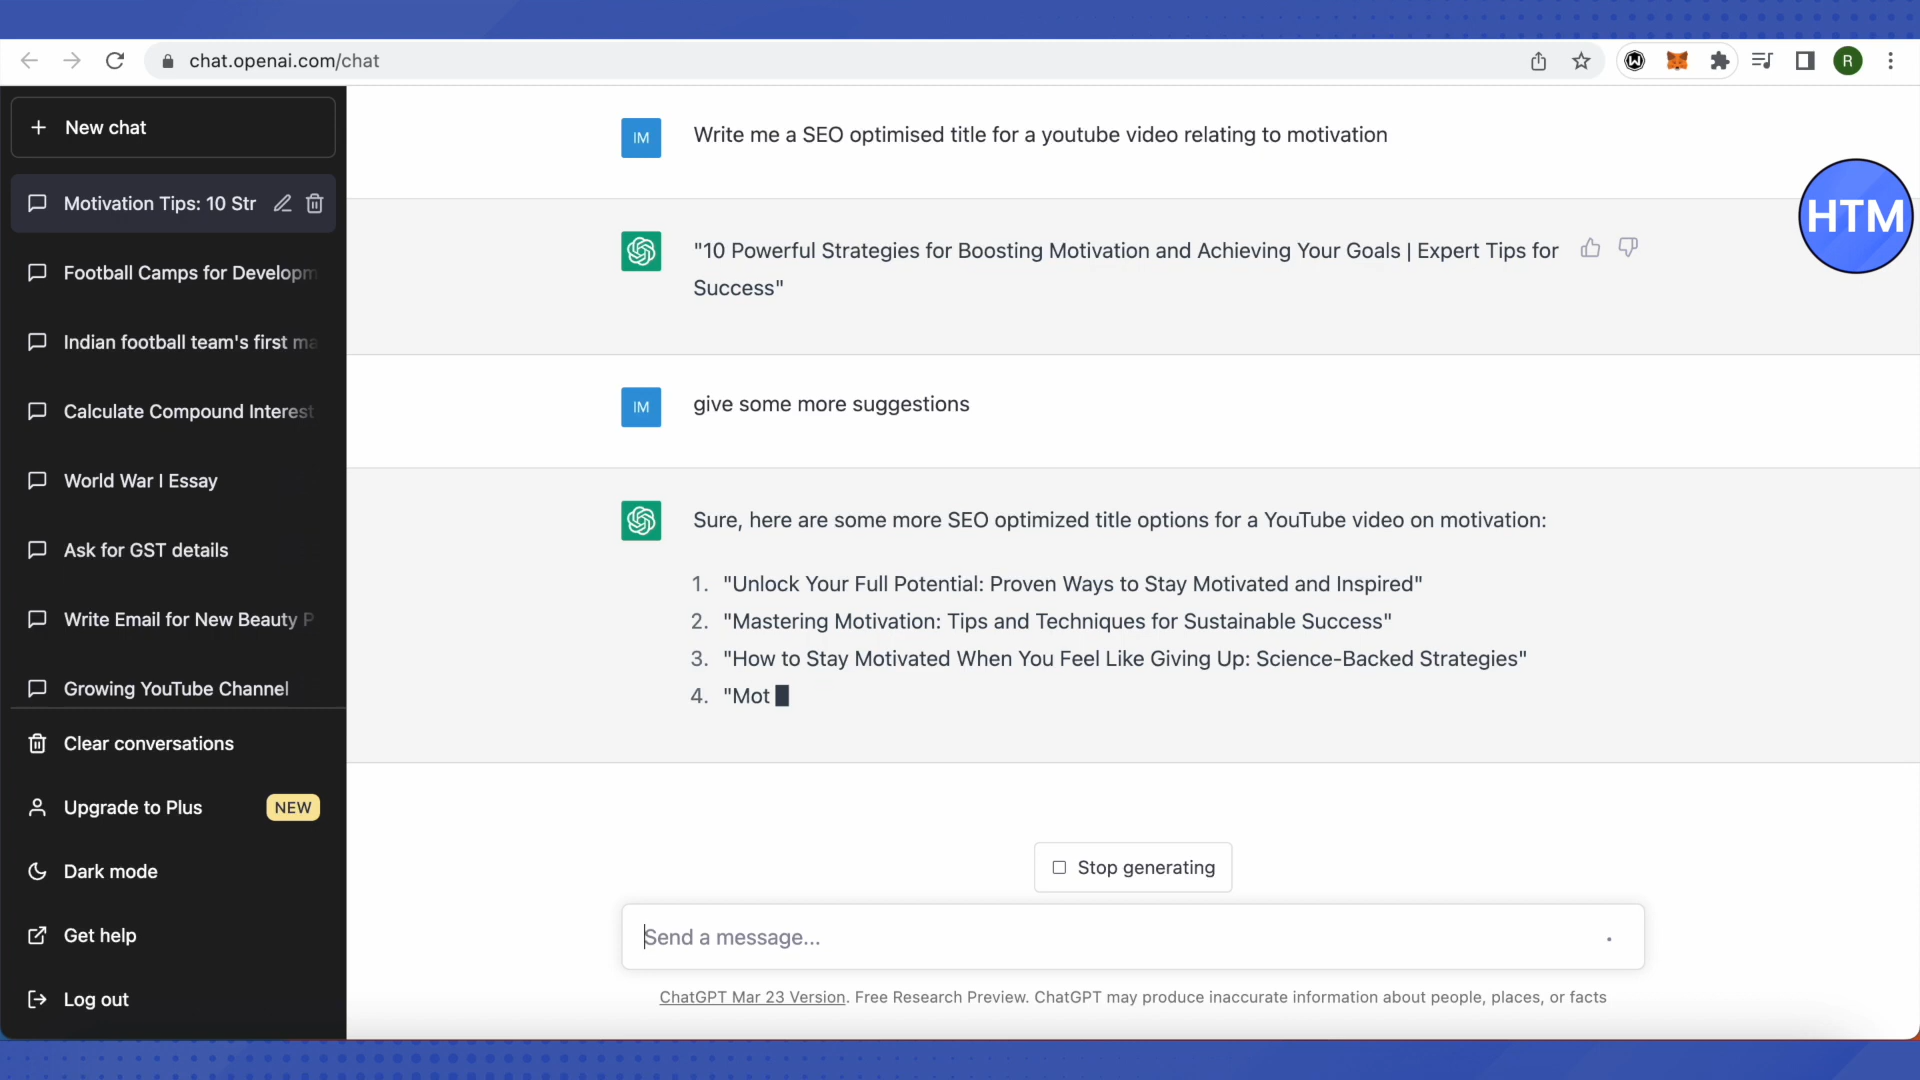 chat.openai.com/chat
R
New chat
Motivation Tips: 10 Str
Football Camps for Developm
Indian football team's first ma
Calculate Compound Interest
World War I Essay
Ask for GST details
Write Email for New Beauty P
Growing YouTube Channel
Clear conversations
Upgrade to Plus NEW
Dark mode
Get help
Log out
IM Write me a SEO optimised title for a youtube video relating to motivation
HTM
"10 Powerful Strategies for Boosting Motivation and Achieving Your Goals | Expert Tips for
Success"
IM give some more suggestions
Sure, here are some more SEO optimized title options for a YouTube video on motivation:
1. "Unlock Your Full Potential: Proven Ways to Stay Motivated and Inspired"
2. "Mastering Motivation: Tips and Techniques for Sustainable Success"
3. "How to Stay Motivated When You Feel Like Giving Up: Science-Backed Strategies"
4. "Mot
Stop generating
Send a message...
ChatGPT Mar 23 Version. Free Research Preview. ChatGPT may produce inaccurate information about people, places, or facts